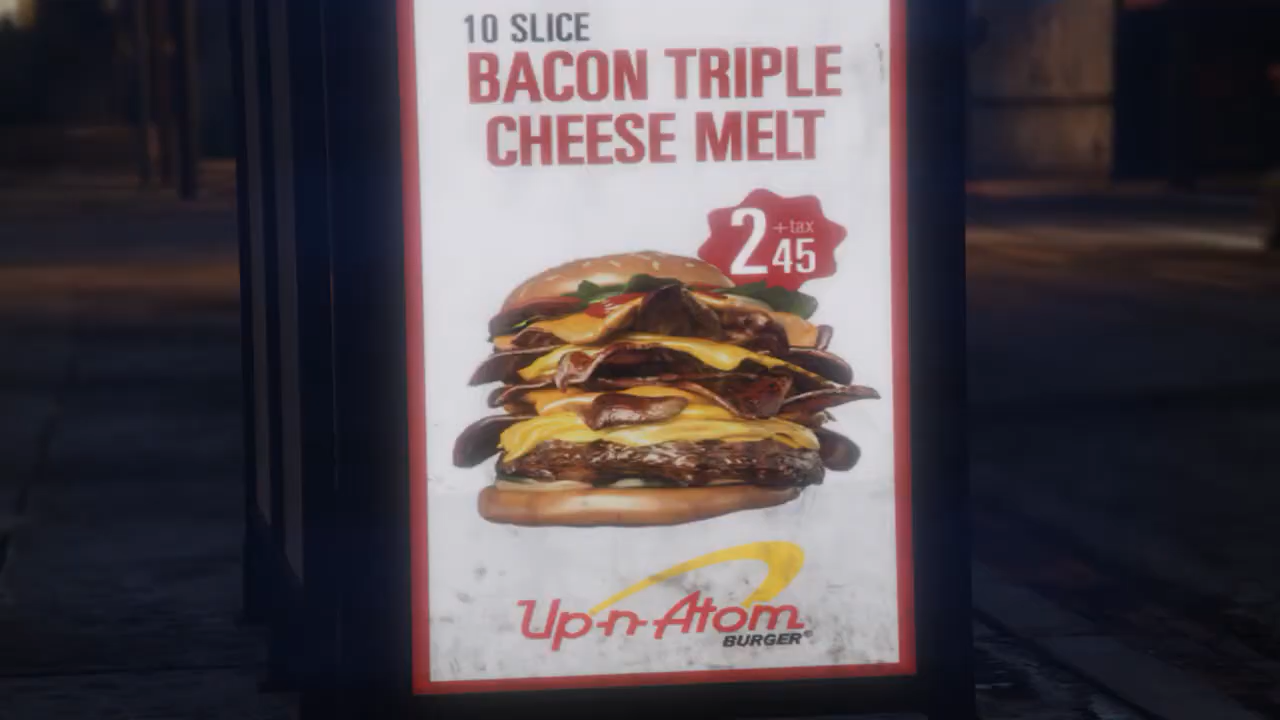 10 SLICE
BACON TRIPLE
CHEESE MELT
2 +tax
45
Up-n-Atom
BURGER®